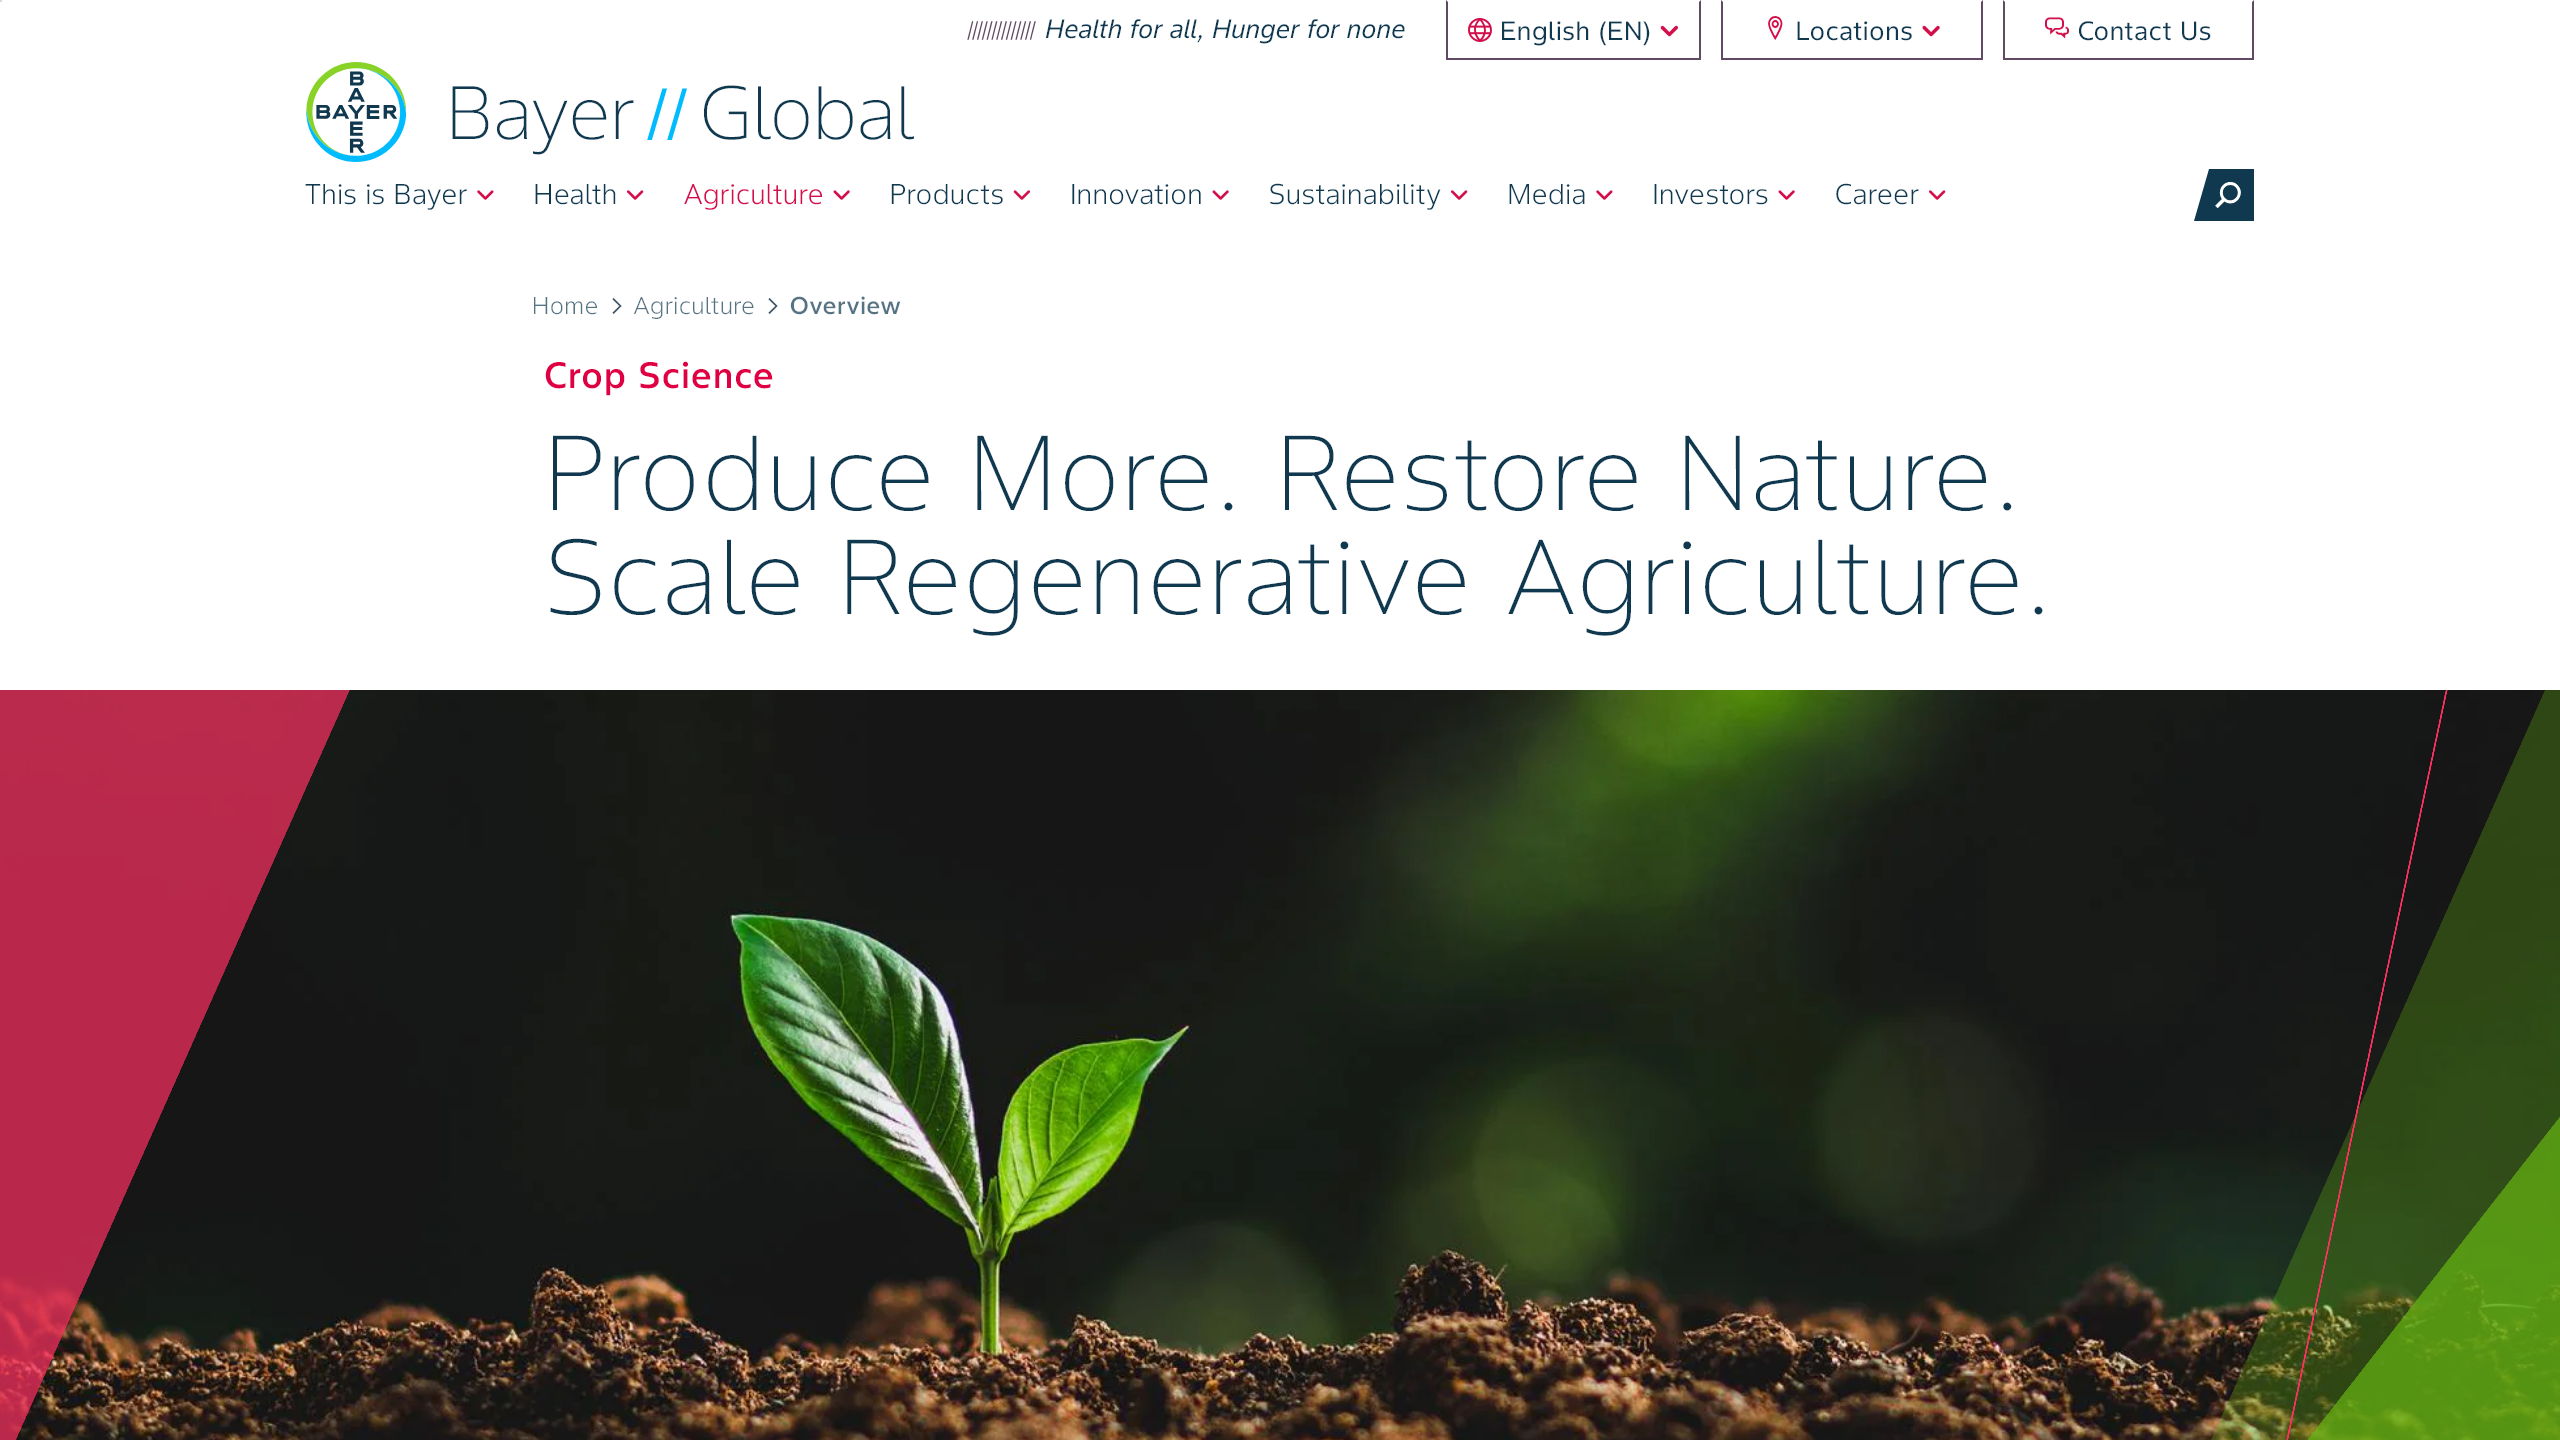 Health for all, Hunger for none
English (EN)
Locations
Contact Us
BAYER
BAYER
Bayer // Global
This is Bayer
Health
Agriculture
Products
Innovation
Sustainability
Media
Investors
Career
Home > Agriculture > Overview
Crop Science
Produce More. Restore Nature.
Scale Regenerative Agriculture.